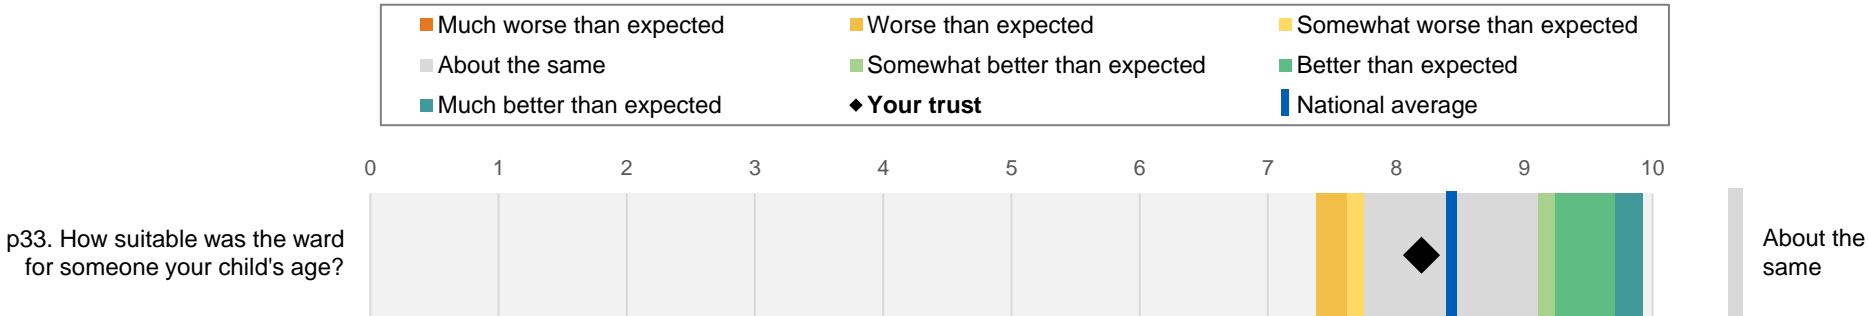 Much worse than expected
Worse than expected
Somewhat worse than expected
About the same
Somewhat better than expected
Better than expected
Much better than expected
Your trust
National average
0 1 2 3 4 5 6 7 8 9 10
p33. How suitable was the ward
for someone your child's age?
About the
same